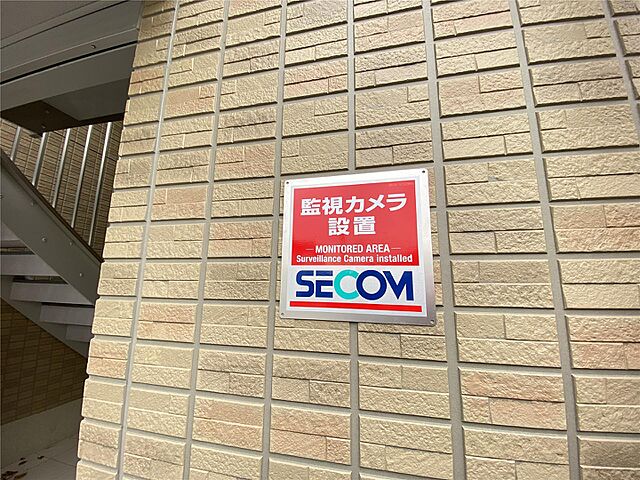 監視カメラ
設置
MONITORED AREA
Surveillance Camera installed
SECOM